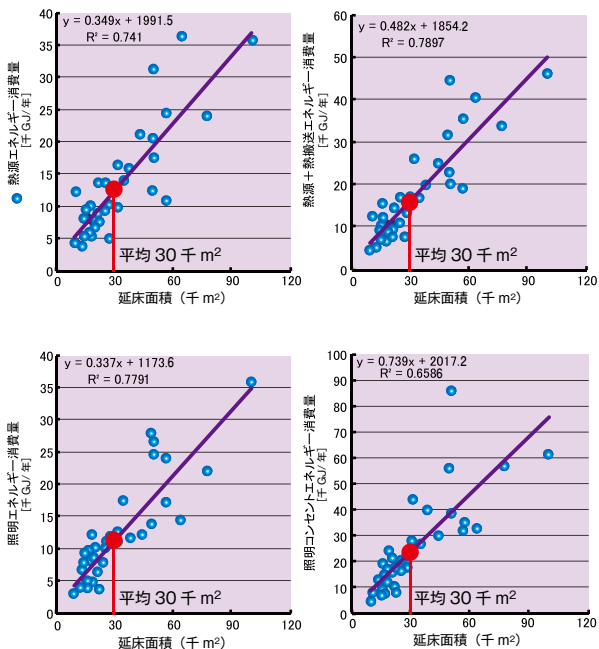 y = 0.349x + 1991.5
R² = 0.741
熱源エネルギー消費量
[千 GJ/年]
40
35
30
25
20
15
10
5
0
平均 30 千 m²
0 30 60 90 120
延床面積（千 m²）
y = 0.482x + 1854.2
R² = 0.7897
熱源＋熱搬送エネルギー消費量
[千 GJ/年]
60
50
40
30
20
10
0
平均 30 千 m²
0 30 60 90 120
延床面積（千 m²）
y = 0.337x + 1173.6
R² = 0.7791
照明エネルギー消費量
[千 GJ/年]
40
35
30
25
20
15
10
5
0
平均 30 千 m²
0 30 60 90 120
延床面積（千 m²）
y = 0.739x + 2017.2
R² = 0.6586
照明コンセントエネルギー消費量
[千 GJ/年]
100
90
80
70
60
50
40
30
20
10
0
平均 30 千 m²
0 30 60 90 120
延床面積（千 m²）